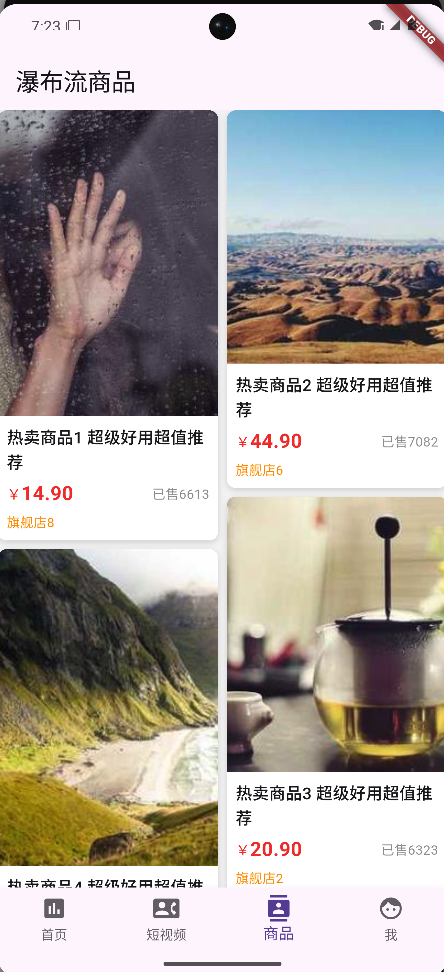 7:23
DEBUG
瀑布流商品
热卖商品1 超级好用超值推
荐
￥14.90 已售6613
旗舰店8
热卖商品2 超级好用超值推
荐
￥44.90 已售7082
旗舰店6
热卖商品3 超级好用超值推
荐
￥20.90 已售6323
旗舰店2
热卖商品4 超级好用超值推
首页
短视频
商品
我